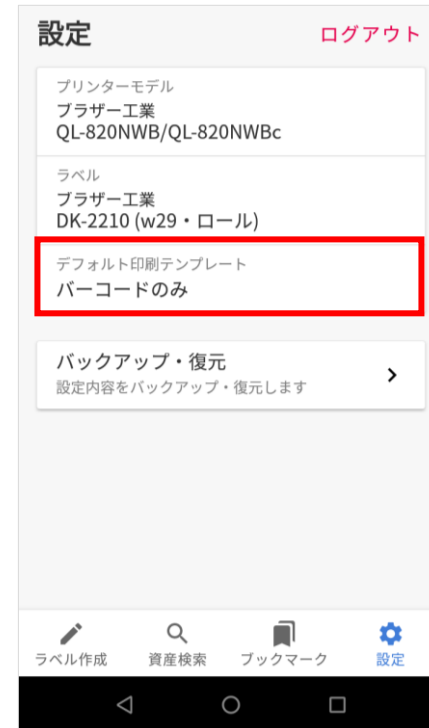 設定
ログアウト
プリンターモデル
ブラザー工業
QL-820NWB/QL-820NWBc
ラベル
ブラザー工業
DK-2210 (w29・ロール)
デフォルト印刷テンプレート
バーコードのみ
バックアップ・復元
設定内容をバックアップ・復元します
ラベル作成
資産検索
ブックマーク
設定